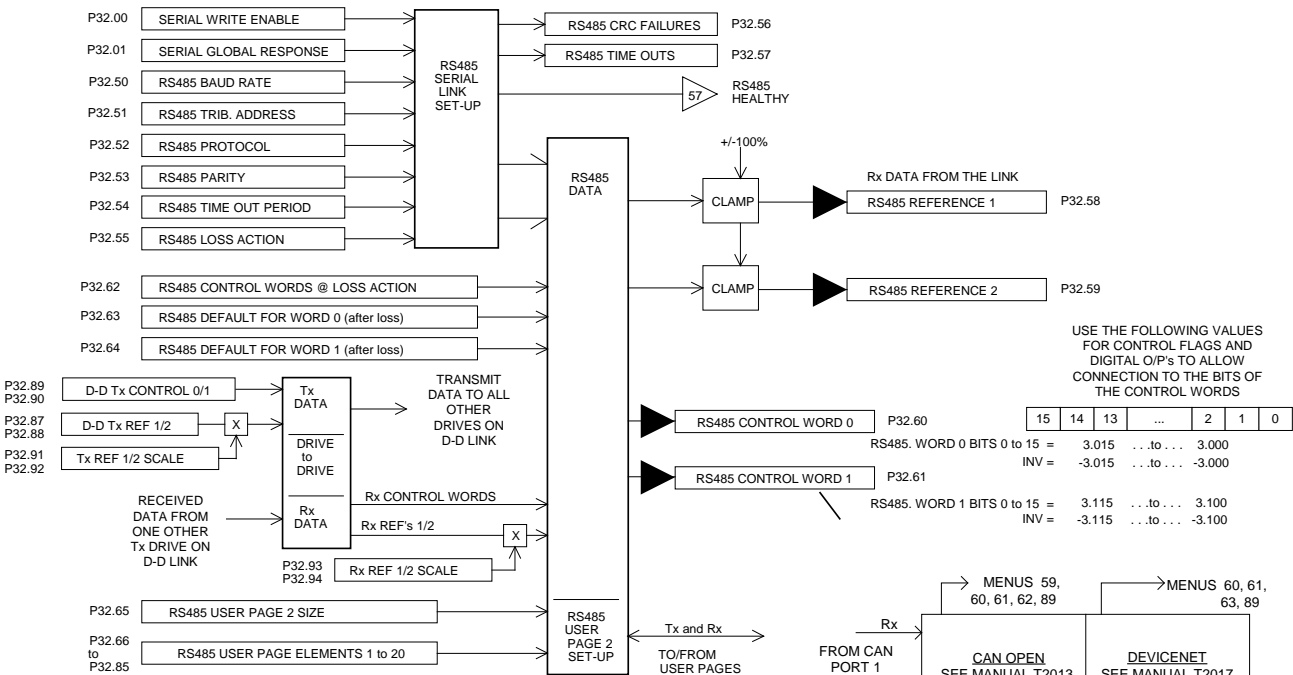 P32.00 SERIAL WRITE ENABLE
P32.01 SERIAL GLOBAL RESPONSE
P32.50 RS485 BAUD RATE
P32.51 RS485 TRIB. ADDRESS
P32.52 RS485 PROTOCOL
P32.53 RS485 PARITY
P32.54 RS485 TIME OUT PERIOD
P32.55 RS485 LOSS ACTION
RS485
SERIAL
LINK
SET-UP
RS485 CRC FAILURES P32.56
RS485 TIME OUTS P32.57
57
RS485
HEALTHY
P32.62 RS485 CONTROL WORDS @ LOSS ACTION
P32.63 RS485 DEFAULT FOR WORD 0 (after loss)
P32.64 RS485 DEFAULT FOR WORD 1 (after loss)
RS485
DATA
+/-100%
CLAMP
Rx DATA FROM THE LINK
RS485 REFERENCE 1 P32.58
CLAMP
RS485 REFERENCE 2 P32.59
USE THE FOLLOWING VALUES
FOR CONTROL FLAGS AND
DIGITAL O/P's TO ALLOW
CONNECTION TO THE BITS OF
THE CONTROL WORDS
15 14 13 ... 2 1 0
RS485. WORD 0 BITS 0 to 15 = 3.015 . . .to . . . 3.000
INV = -3.015 . . .to . . . -3.000
RS485. WORD 1 BITS 0 to 15 = 3.115 . . .to . . . 3.100
INV = -3.115 . . .to . . . -3.100
RS485 CONTROL WORD 0 P32.60
RS485 CONTROL WORD 1 P32.61
P32.89
P32.90
D-D Tx CONTROL 0/1
P32.87
P32.88
D-D Tx REF 1/2
X
P32.91
P32.92
Tx REF 1/2 SCALE
Tx
DATA
DRIVE
to
DRIVE
Rx
DATA
TRANSMIT
DATA TO ALL
OTHER
DRIVES ON
D-D LINK
RECEIVED
DATA FROM
ONE OTHER
Tx DRIVE ON
D-D LINK
Rx CONTROL WORDS
Rx REF's 1/2
X
P32.93
P32.94
Rx REF 1/2 SCALE
P32.65 RS485 USER PAGE 2 SIZE
P32.66
to
P32.85
RS485 USER PAGE ELEMENTS 1 to 20
RS485
USER
PAGE 2
SET-UP
Tx and Rx
TO/FROM
USER PAGES
MENUS 59,
60, 61, 62, 89
MENUS 60, 61,
63, 89
Rx
FROM CAN
PORT 1
CAN OPEN
SEE MANUAL T2013
DEVICENET
SEE MANUAL T2017